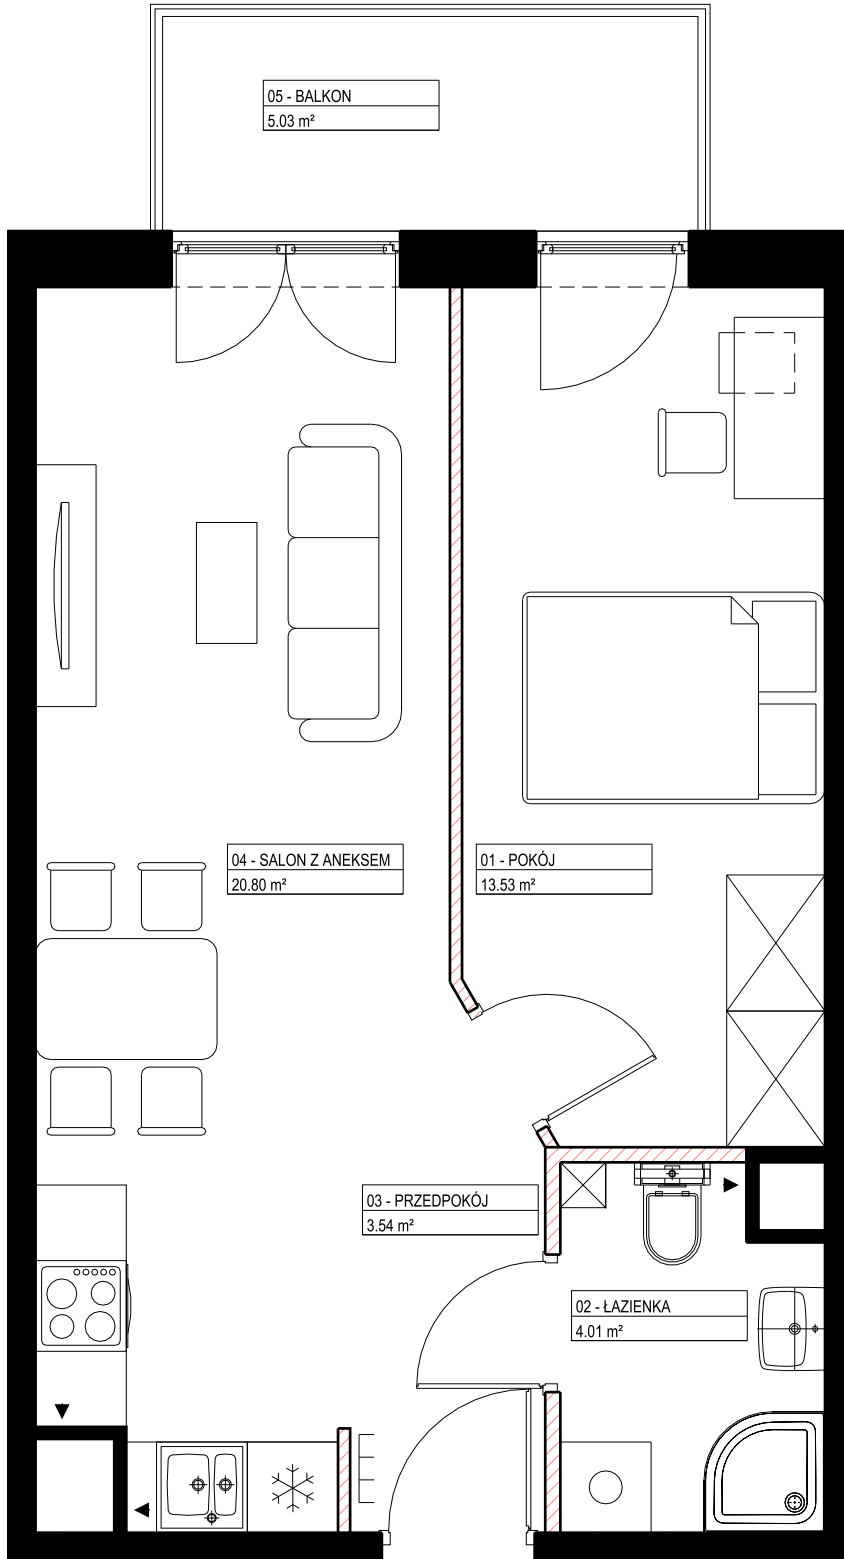 05 - BALKON
5.03 m²
04 - SALON Z ANEKSEM
20.80 m²
01 - POKÓJ
13.53 m²
03 - PRZEDPOKÓJ
3.54 m²
02 - ŁAZIENKA
4.01 m²